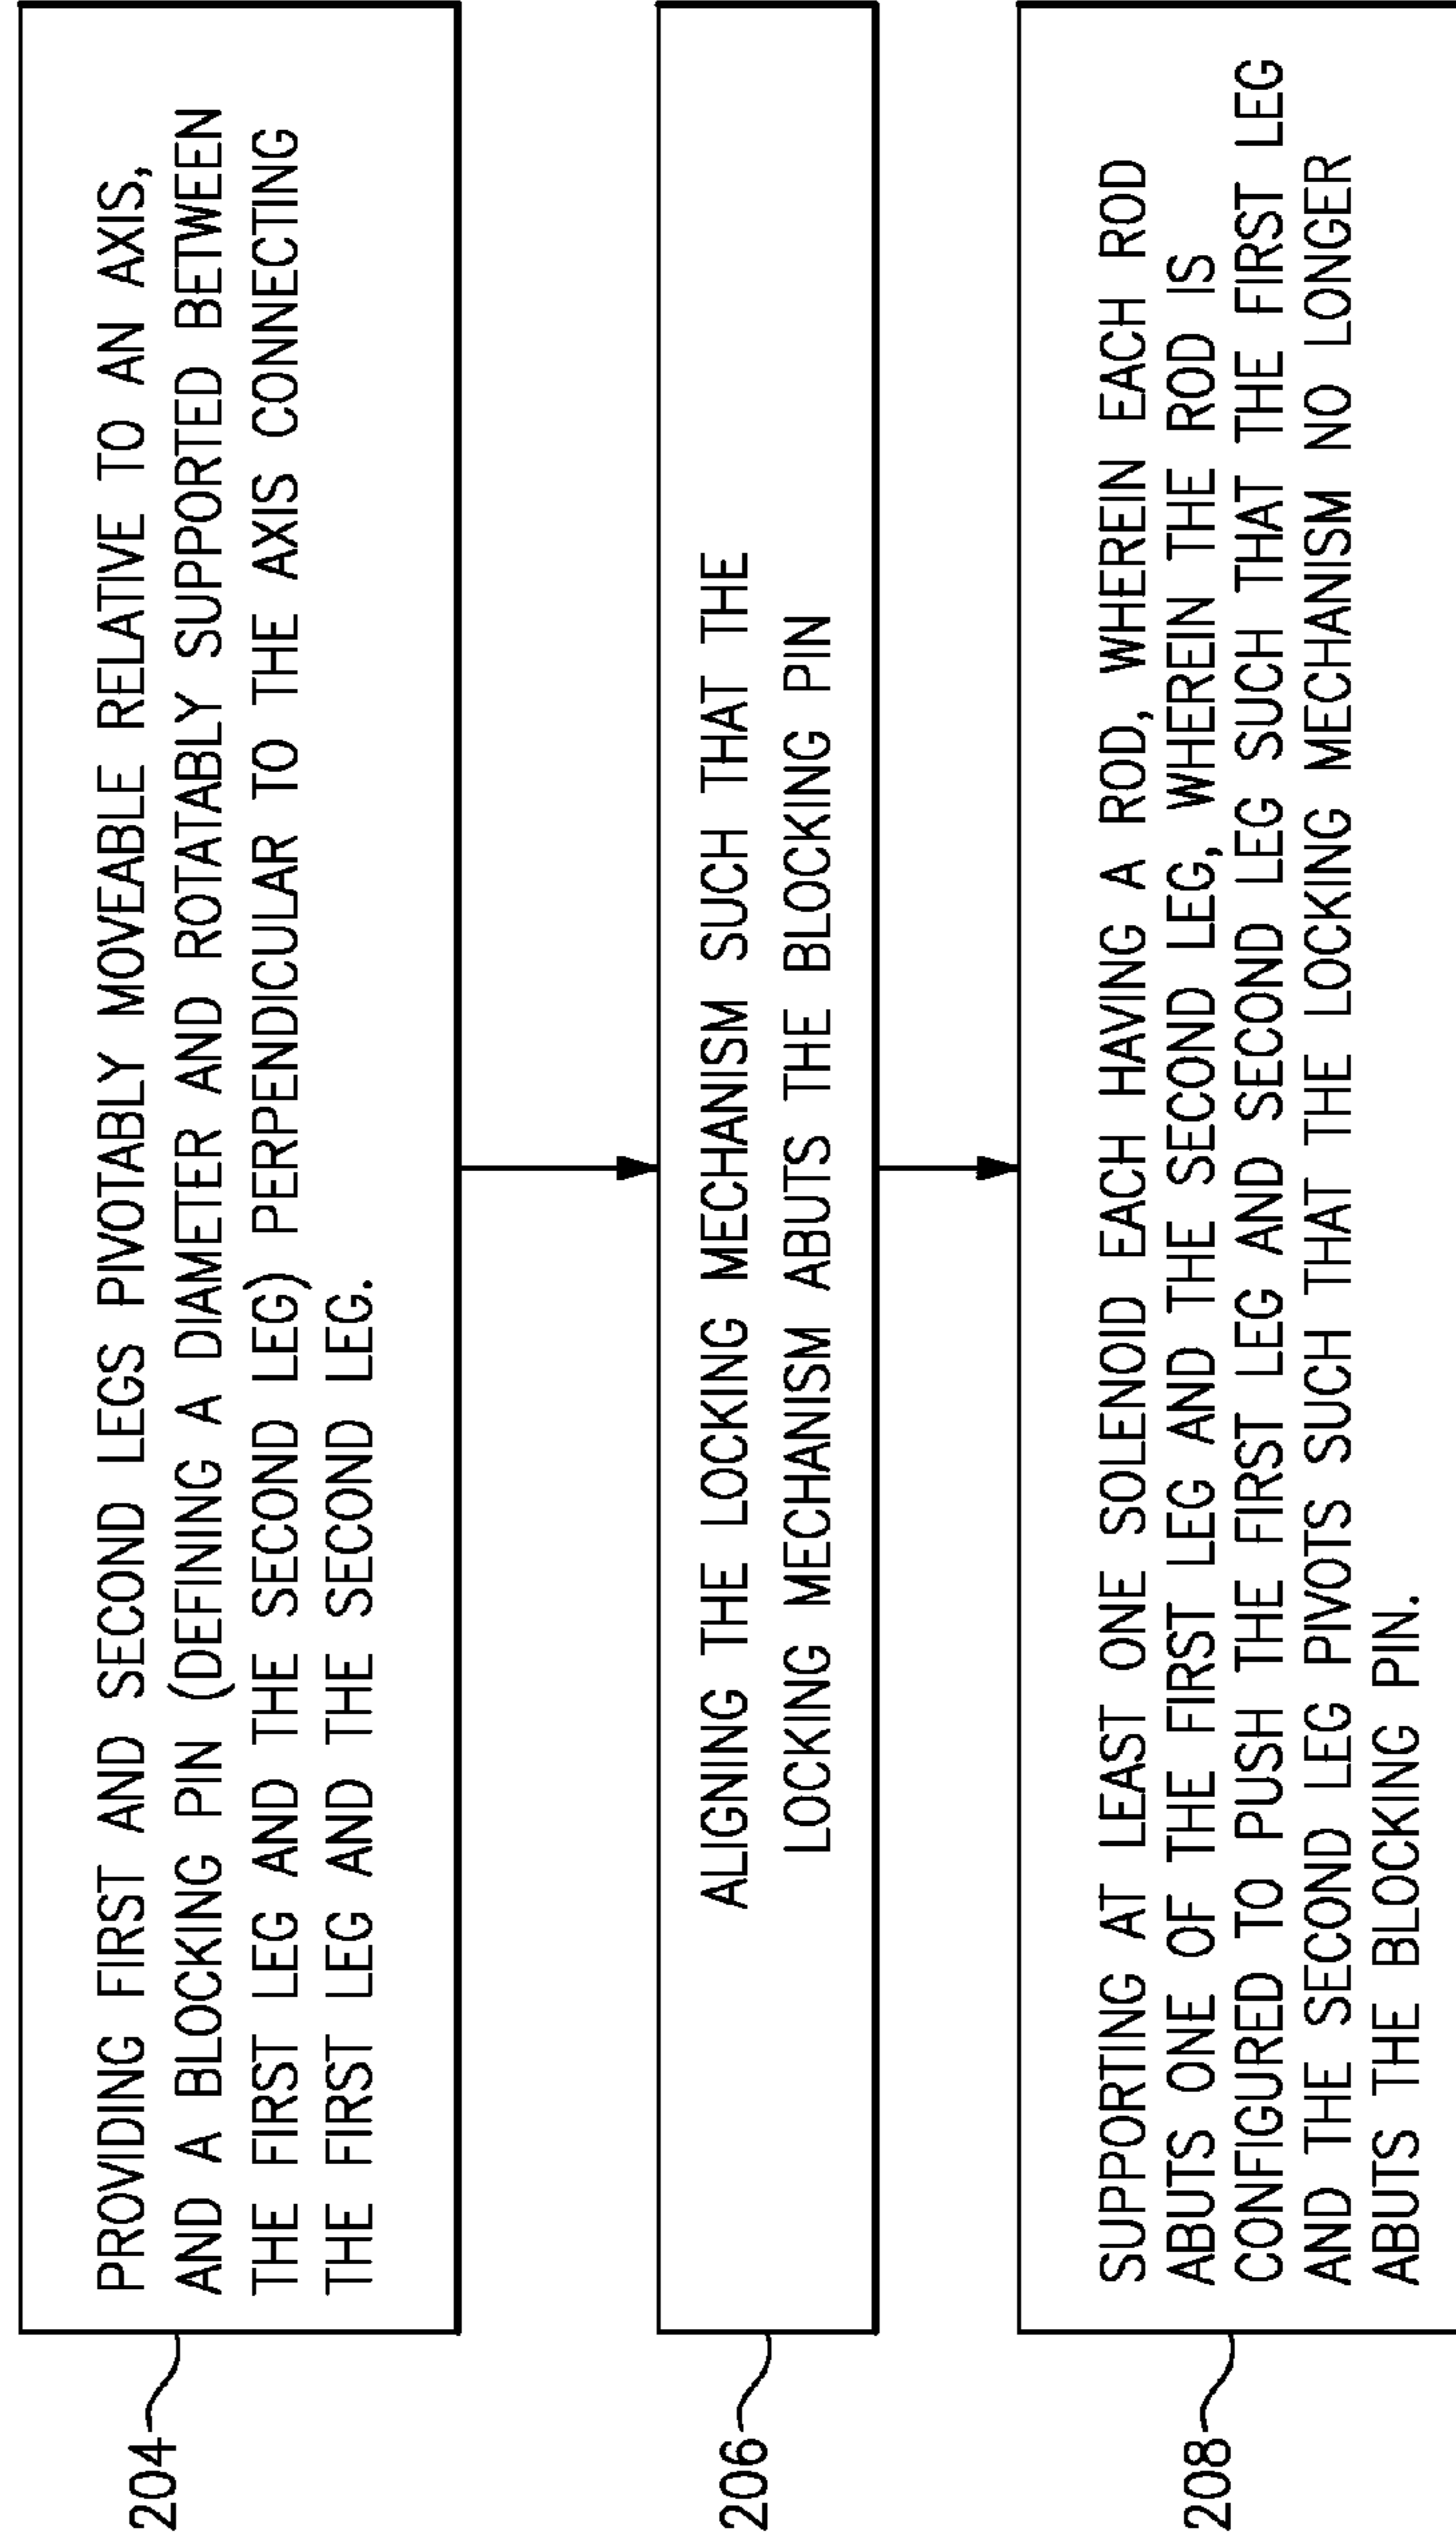 204
PROVIDING FIRST AND SECOND LEGS PIVOTABLY MOVEABLE RELATIVE TO AN AXIS,
AND A BLOCKING PIN (DEFINING A DIAMETER AND ROTATABLY SUPPORTED BETWEEN
THE FIRST LEG AND THE SECOND LEG) PERPENDICULAR TO THE AXIS CONNECTING
THE FIRST LEG AND THE SECOND LEG.
206
ALIGNING THE LOCKING MECHANISM SUCH THAT THE
LOCKING MECHANISM ABUTS THE BLOCKING PIN
208
SUPPORTING AT LEAST ONE SOLENOID EACH HAVING A ROD, WHEREIN EACH ROD
ABUTS ONE OF THE FIRST LEG AND THE SECOND LEG, WHEREIN THE ROD IS
CONFIGURED TO PUSH THE FIRST LEG AND SECOND LEG SUCH THAT THE FIRST LEG
AND THE SECOND LEG PIVOTS SUCH THAT THE LOCKING MECHANISM NO LONGER
ABUTS THE BLOCKING PIN.